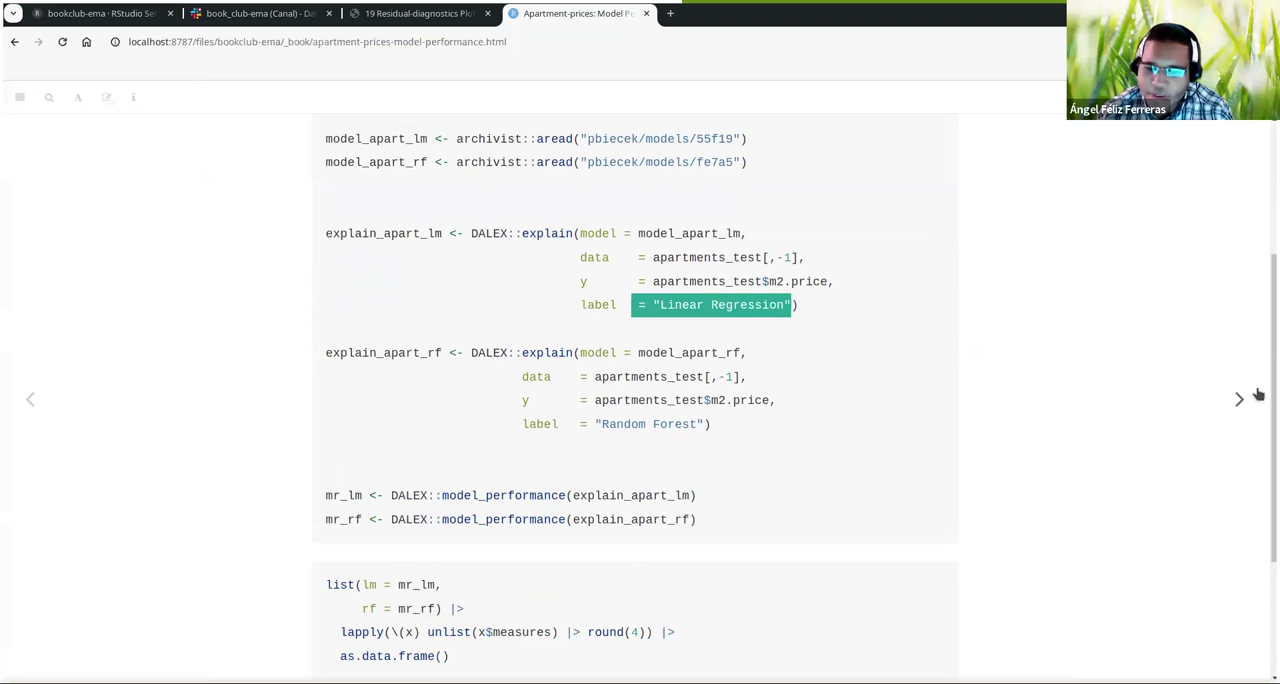 bookclub-ema · RStudio Ser
book_club-ema (Canal) - Da
19 Residual-diagnostics Plot
Apartment-prices: Model Pe
localhost:8787/files/bookclub-ema/_book/apartment-prices-model-performance.html
Ángel Féliz Ferreras
model_apart_lm <- archivist::aread("pbiecek/models/55f19")
model_apart_rf <- archivist::aread("pbiecek/models/fe7a5")
explain_apart_lm <- DALEX::explain(model = model_apart_lm,
data = apartments_test[,-1],
y = apartments_test$m2.price,
label = "Linear Regression")
explain_apart_rf <- DALEX::explain(model = model_apart_rf,
data = apartments_test[,-1],
y = apartments_test$m2.price,
label = "Random Forest")
mr_lm <- DALEX::model_performance(explain_apart_lm)
mr_rf <- DALEX::model_performance(explain_apart_rf)
list(lm = mr_lm,
rf = mr_rf) |>
lapply(\(x) unlist(x$measures) |> round(4)) |>
as.data.frame()